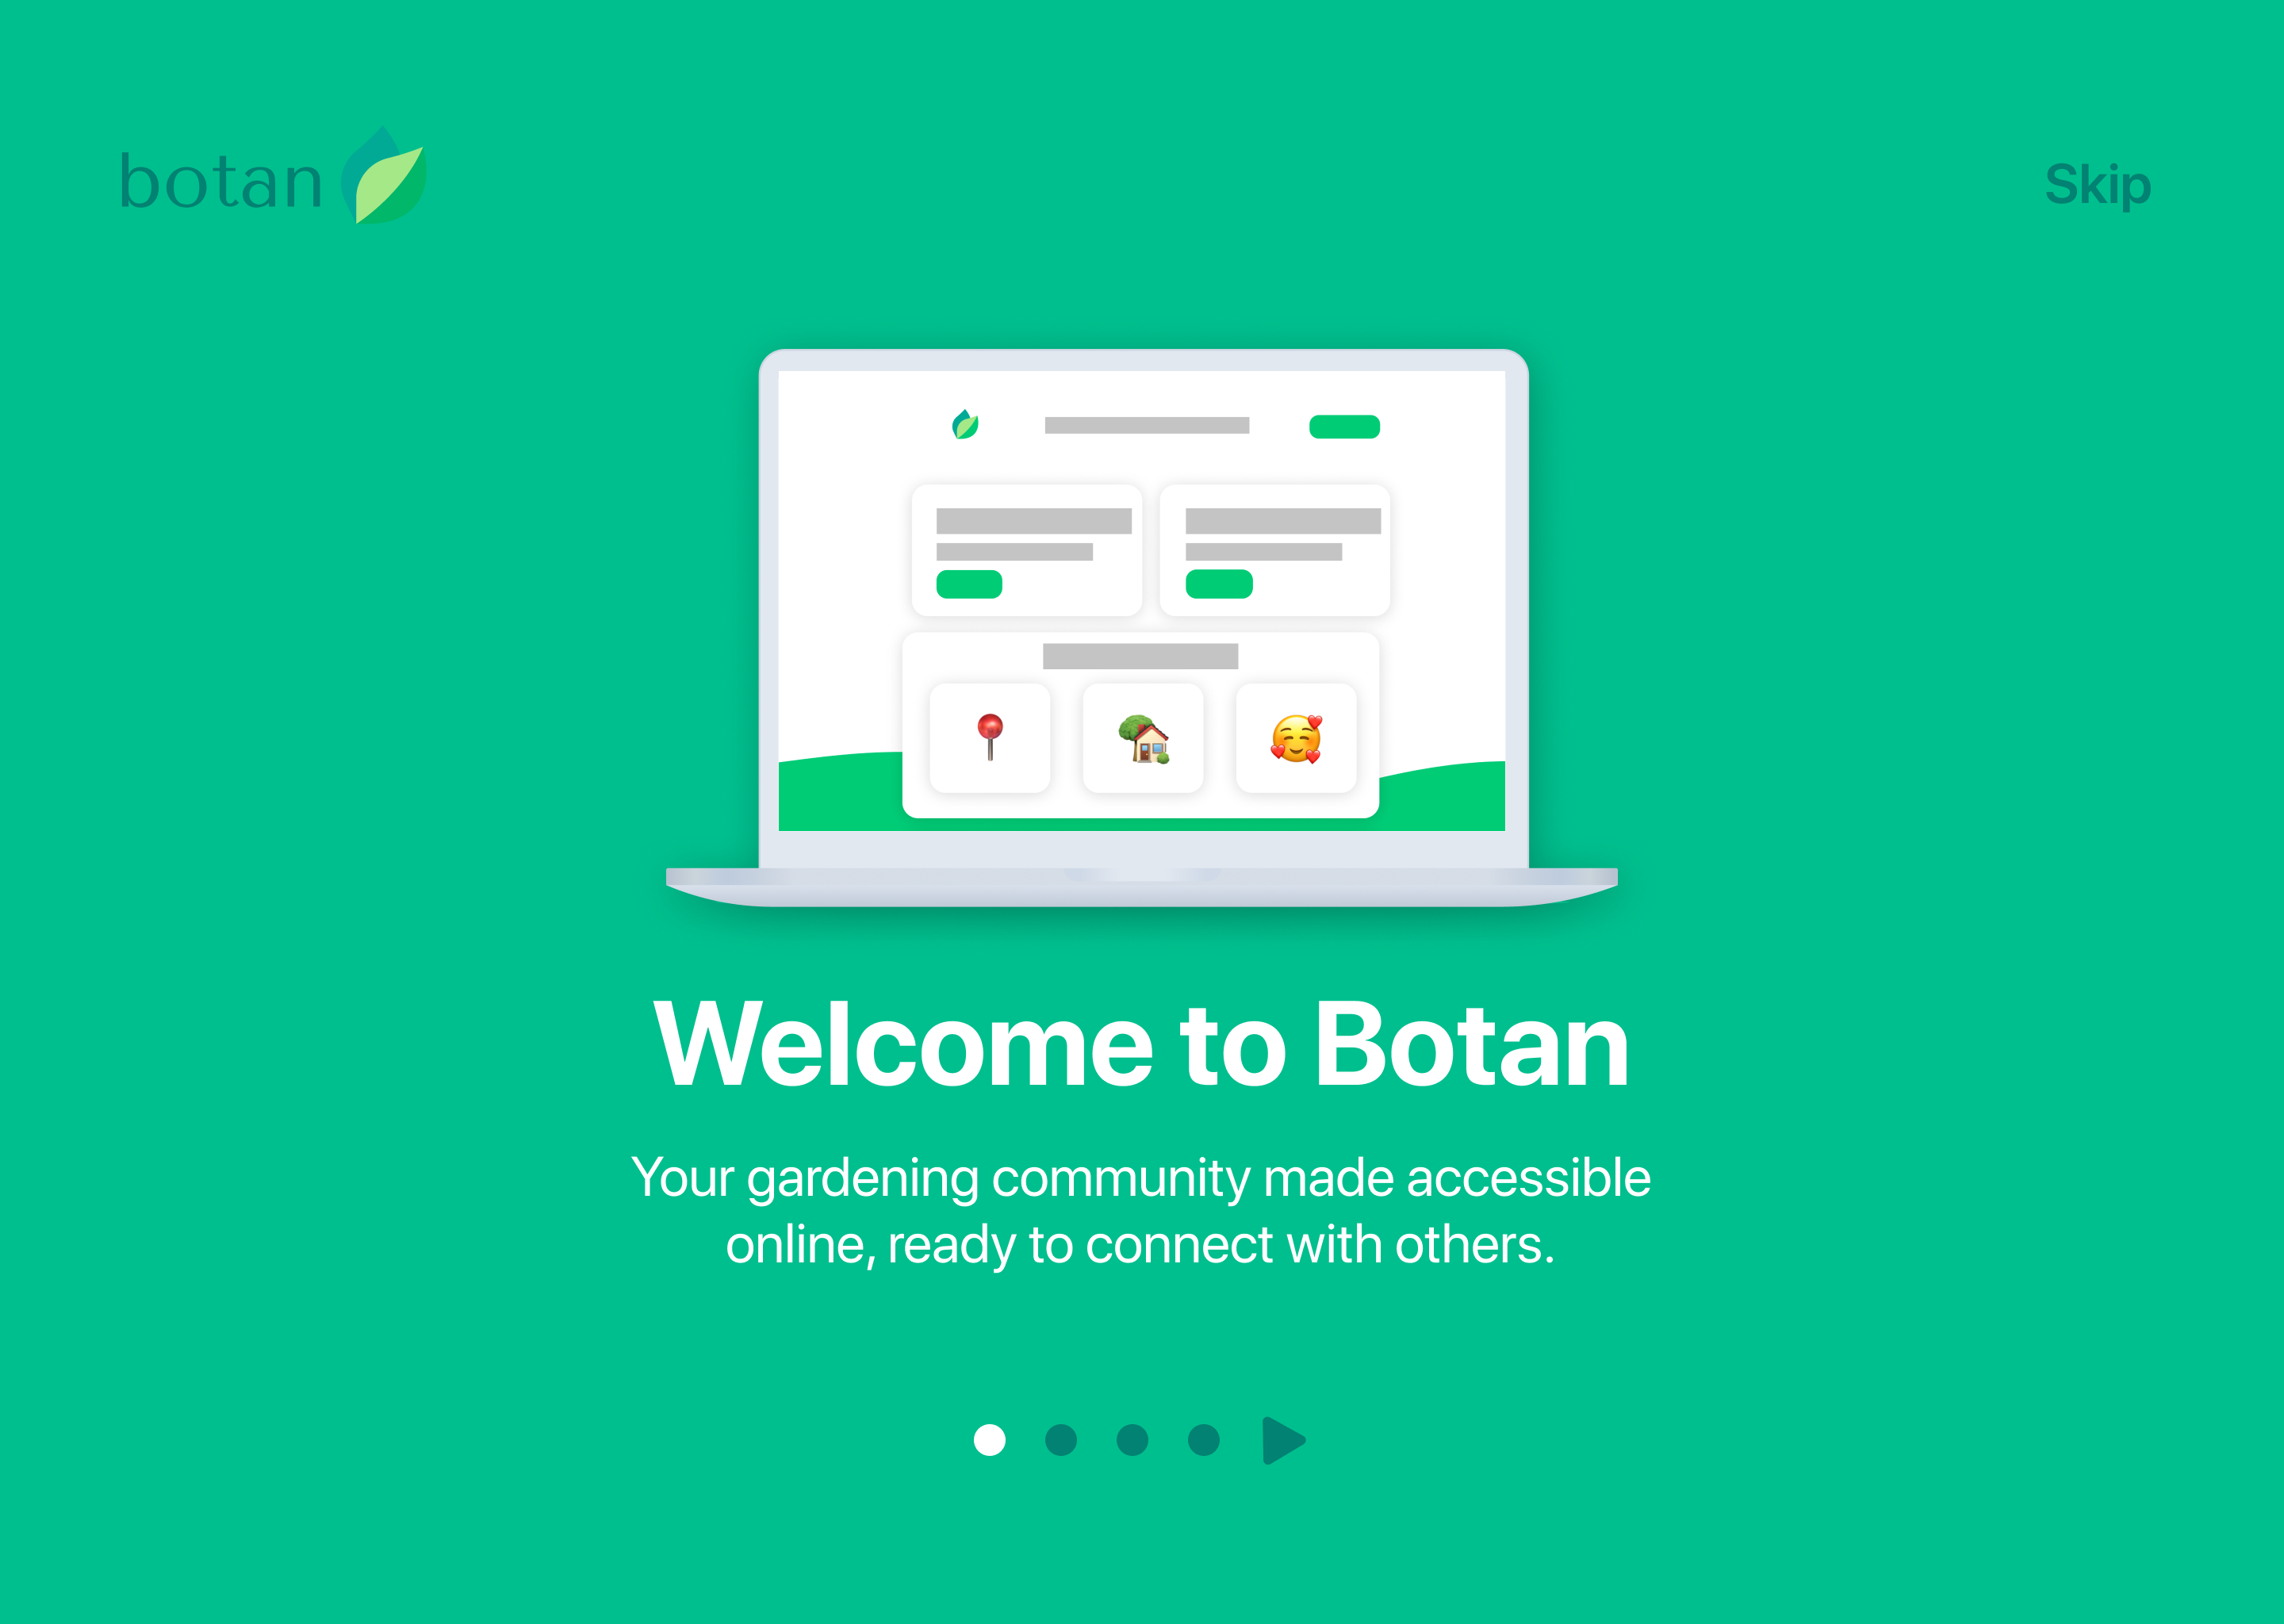 botan
Skip
Welcome to Botan
Your gardening community made accessible
online, ready to connect with others.